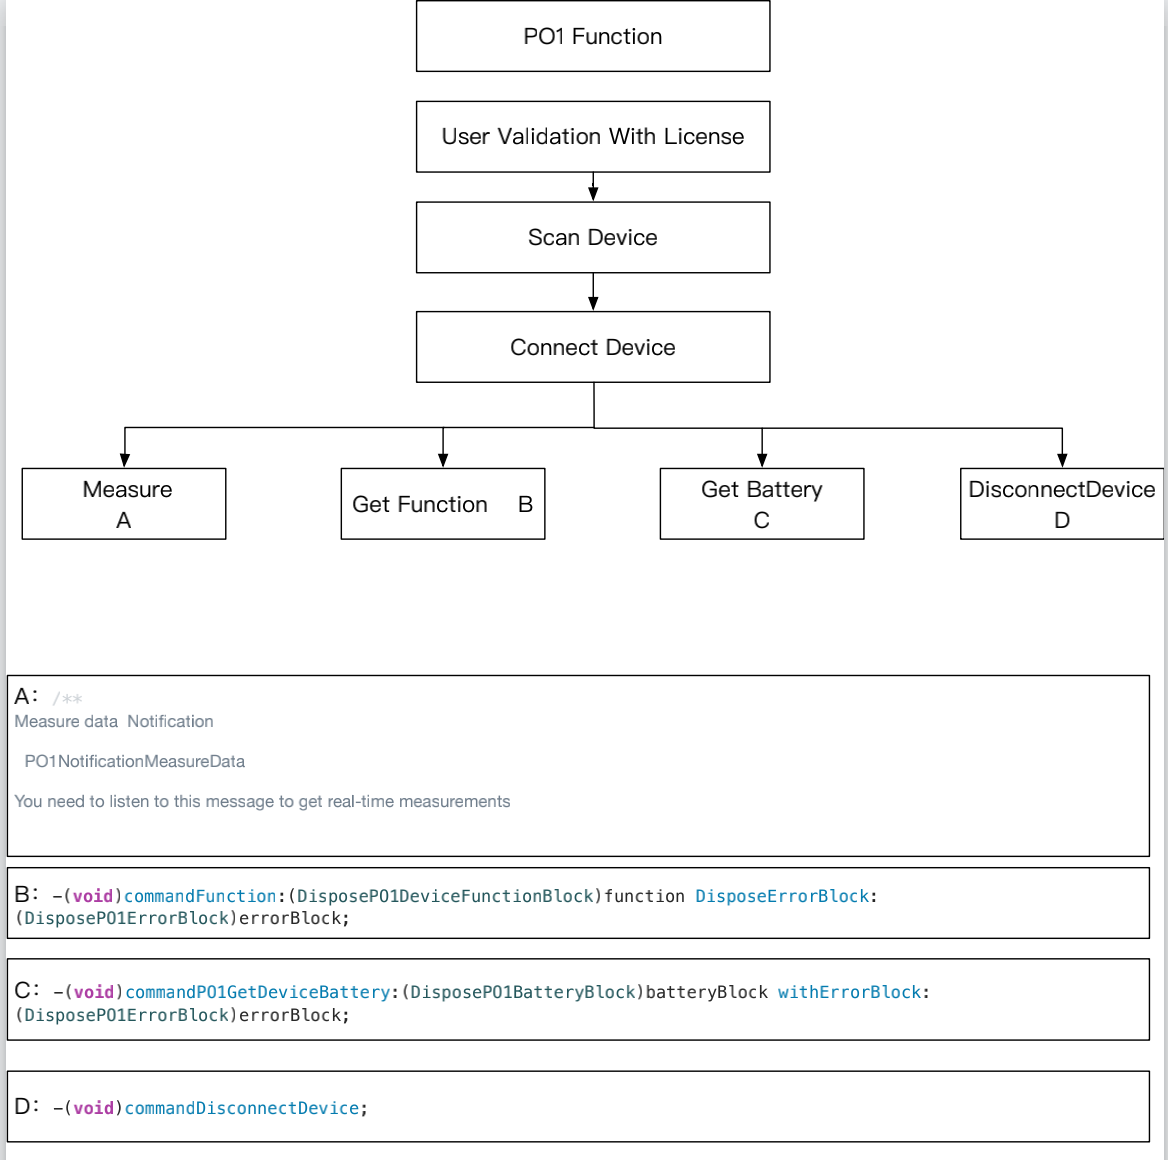 PO1 Function
User Validation With License
Scan Device
Connect Device
Measure
A
Get Function B
Get Battery
C
DisconnectDevice
D
A: /**
Measure data Notification
PO1NotificationMeasureData
You need to listen to this message to get real-time measurements
B: -(void)commandFunction:(DisposePO1DeviceFunctionBlock)function DisposeErrorBlock:
(DisposePO1ErrorBlock)errorBlock;
C: -(void)commandPO1GetDeviceBattery:(DisposePO1BatteryBlock)batteryBlock withErrorBlock:
(DisposePO1ErrorBlock)errorBlock;
D: -(void)commandDisconnectDevice;